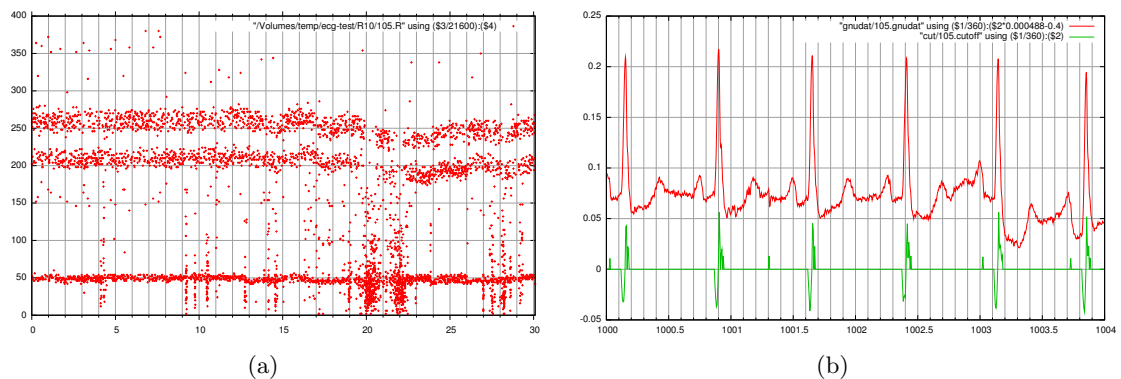 "/Volumes/temp/ecg-test/R10/105.R" using ($3/21600):($4)
400
350
300
250
200
150
100
50
0
0 5 10 15 20 25 30
(a)
"gnudat/105.gnudat" using ($1/360):($2*0.000488-0.4)
"cut/105.cutoff" using ($1/360):($2)
0.25
0.2
0.15
0.1
0.05
0
-0.05
1000 1000.5 1001 1001.5 1002 1002.5 1003 1003.5 1004
(b)